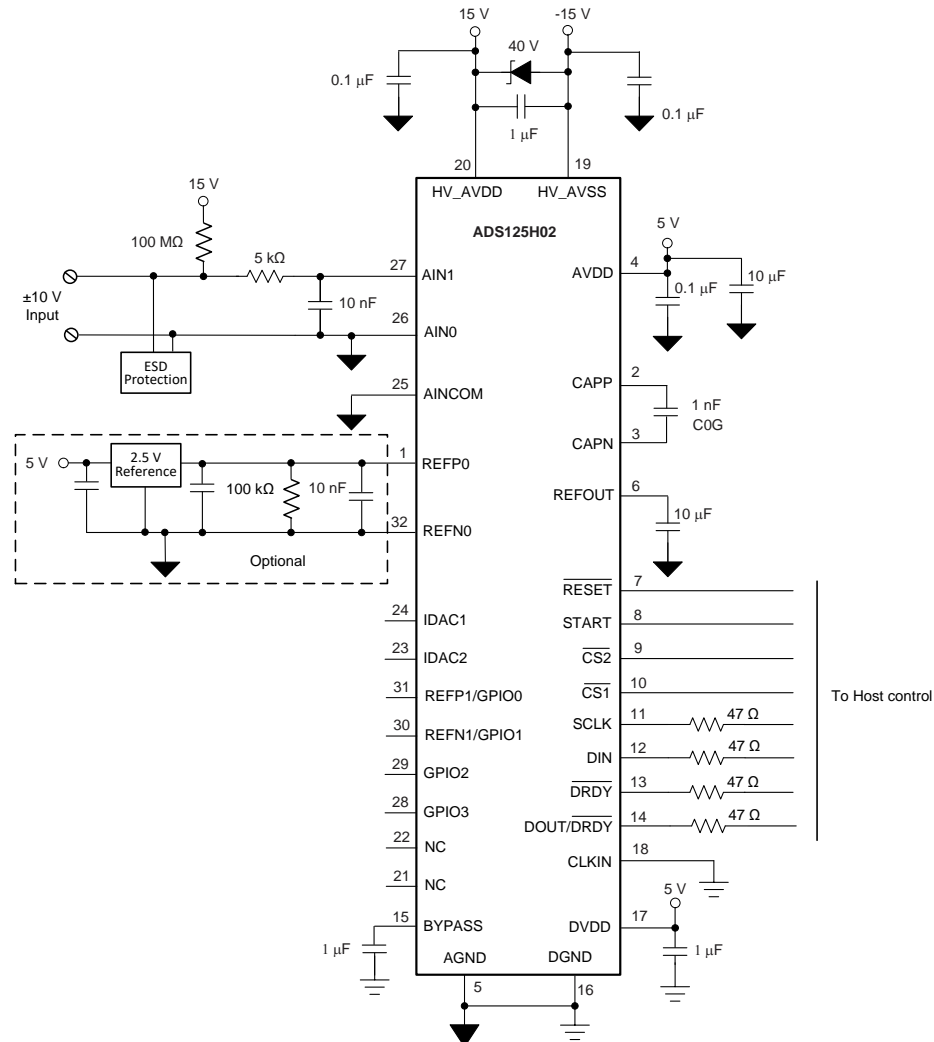 15 V
-15 V
40 V
0.1 μF
0.1 μF
1 μF
20
19
HV_AVDD
HV_AVSS
ADS125H02
15 V
100 MΩ
5 kΩ
27
AIN1
±10 V
Input
10 nF
26
AIN0
ESD
Protection
25
AINCOM
5 V
4
AVDD
0.1 μF
10 μF
2
CAPP
1 nF
C0G
3
CAPN
5 V
2.5 V
Reference
1
REFP0
100 kΩ
10 nF
32
REFN0
Optional
6
REFOUT
10 μF
7
RESET
8
START
9
CS2
10
CS1
11
SCLK
47 Ω
12
DIN
47 Ω
13
DRDY
47 Ω
14
DOUT/DRDY
47 Ω
To Host control
24
IDAC1
23
IDAC2
31
REFP1/GPIO0
30
REFN1/GPIO1
29
GPIO2
28
GPIO3
22
NC
21
NC
18
CLKIN
15
BYPASS
1 μF
5 V
17
DVDD
1 μF
AGND
DGND
5
16